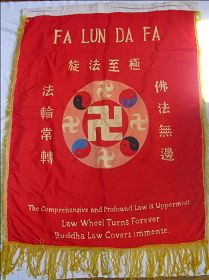 FA LUN DA FA
旋法至極
佛法無邊
法輪常轉
The Comprehensive and Profound Law is Uppermost
Law Wheel Turns Forever
Buddha Law Covers immense.